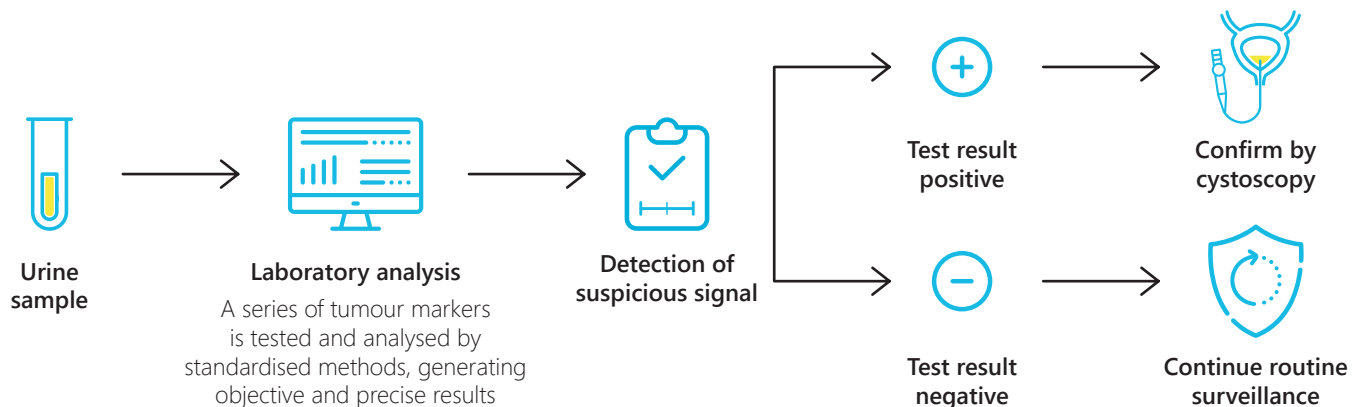 Urine
sample
Laboratory analysis
A series of tumour markers
is tested and analysed by
standardised methods, generating
objective and precise results
Detection of
suspicious signal
Test result
positive
Confirm by
cystoscopy
Test result
negative
Continue routine
surveillance